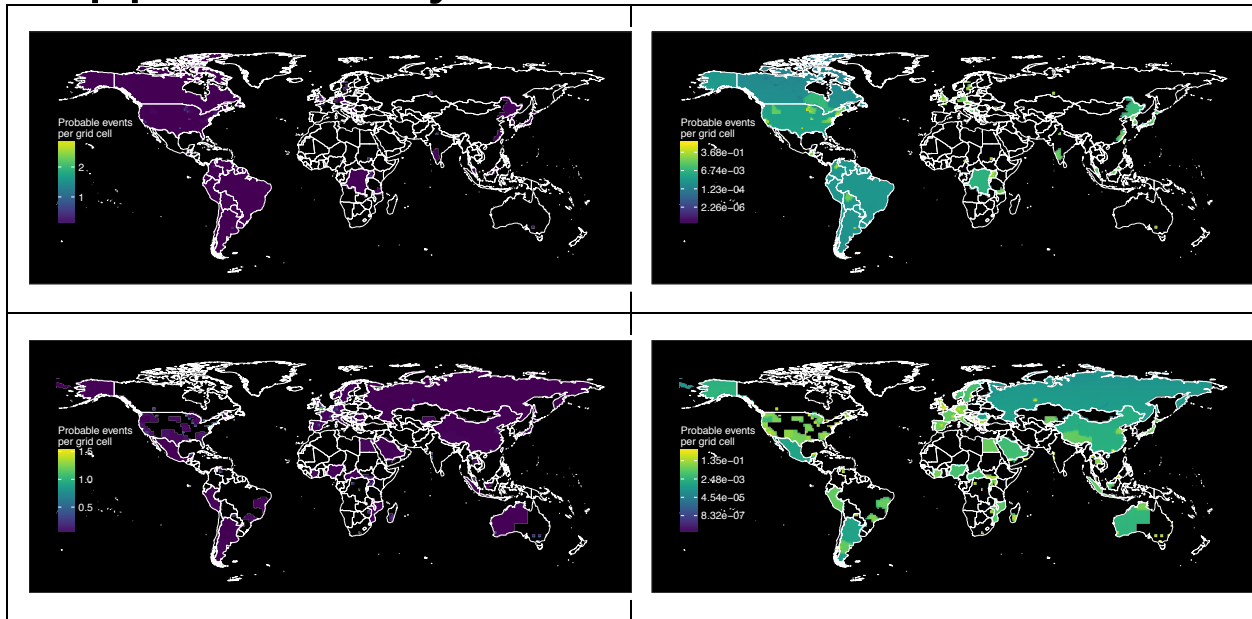 Probable events
per grid cell
2
1
Probable events
per grid cell
3.68e−01
6.74e−03
1.23e−04
2.26e−06
Probable events
per grid cell
1.5
1.0
0.5
Probable events
per grid cell
1.35e−01
2.48e−03
4.54e−05
8.32e−07